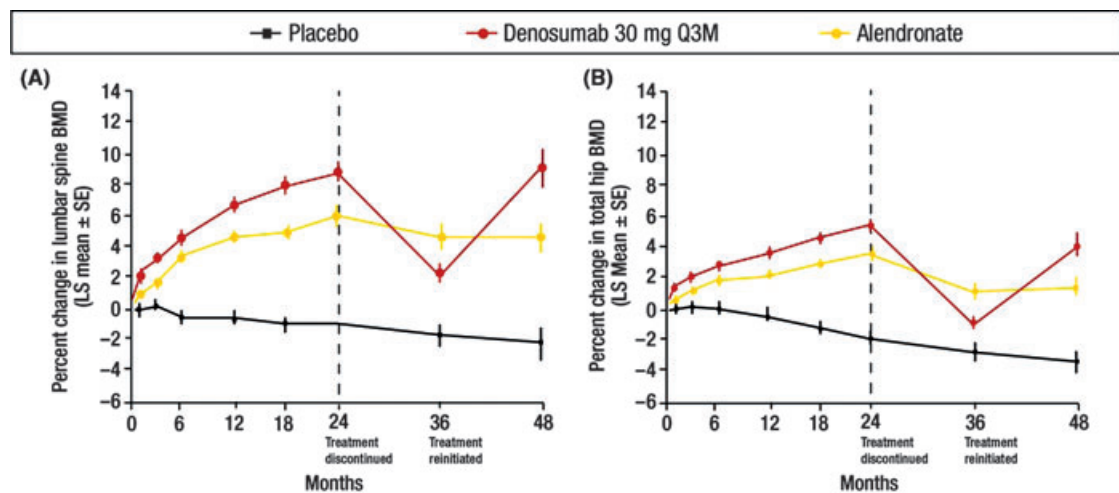 Placebo
Denosumab 30 mg Q3M
Alendronate
(A)
Percent change in lumbar spine BMD
(LS mean ± SE)
14
12
10
8
6
4
2
0
−2
−4
−6
0 6 12 18 24 36 48
Treatment discontinued
Treatment reinitiated
Months
(B)
Percent change in total hip BMD
(LS Mean ± SE)
14
12
10
8
6
4
2
0
−2
−4
−6
0 6 12 18 24 36 48
Treatment discontinued
Treatment reinitiated
Months